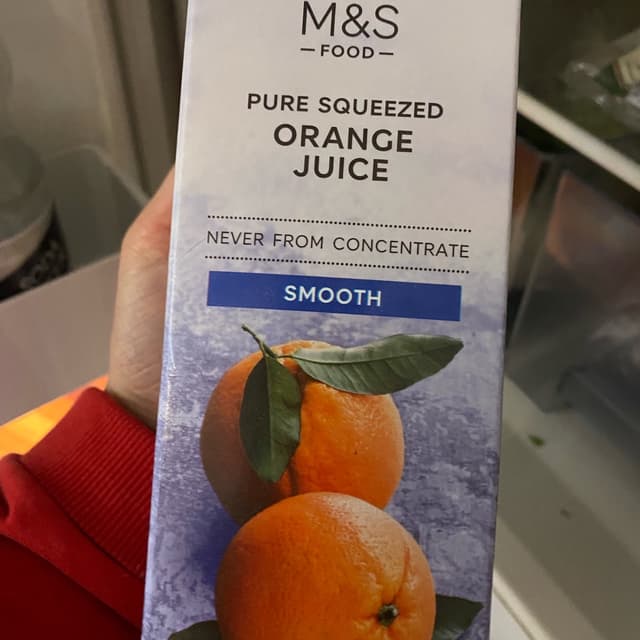 M&S
FOOD
PURE SQUEEZED
ORANGE
JUICE
NEVER FROM CONCENTRATE
SMOOTH